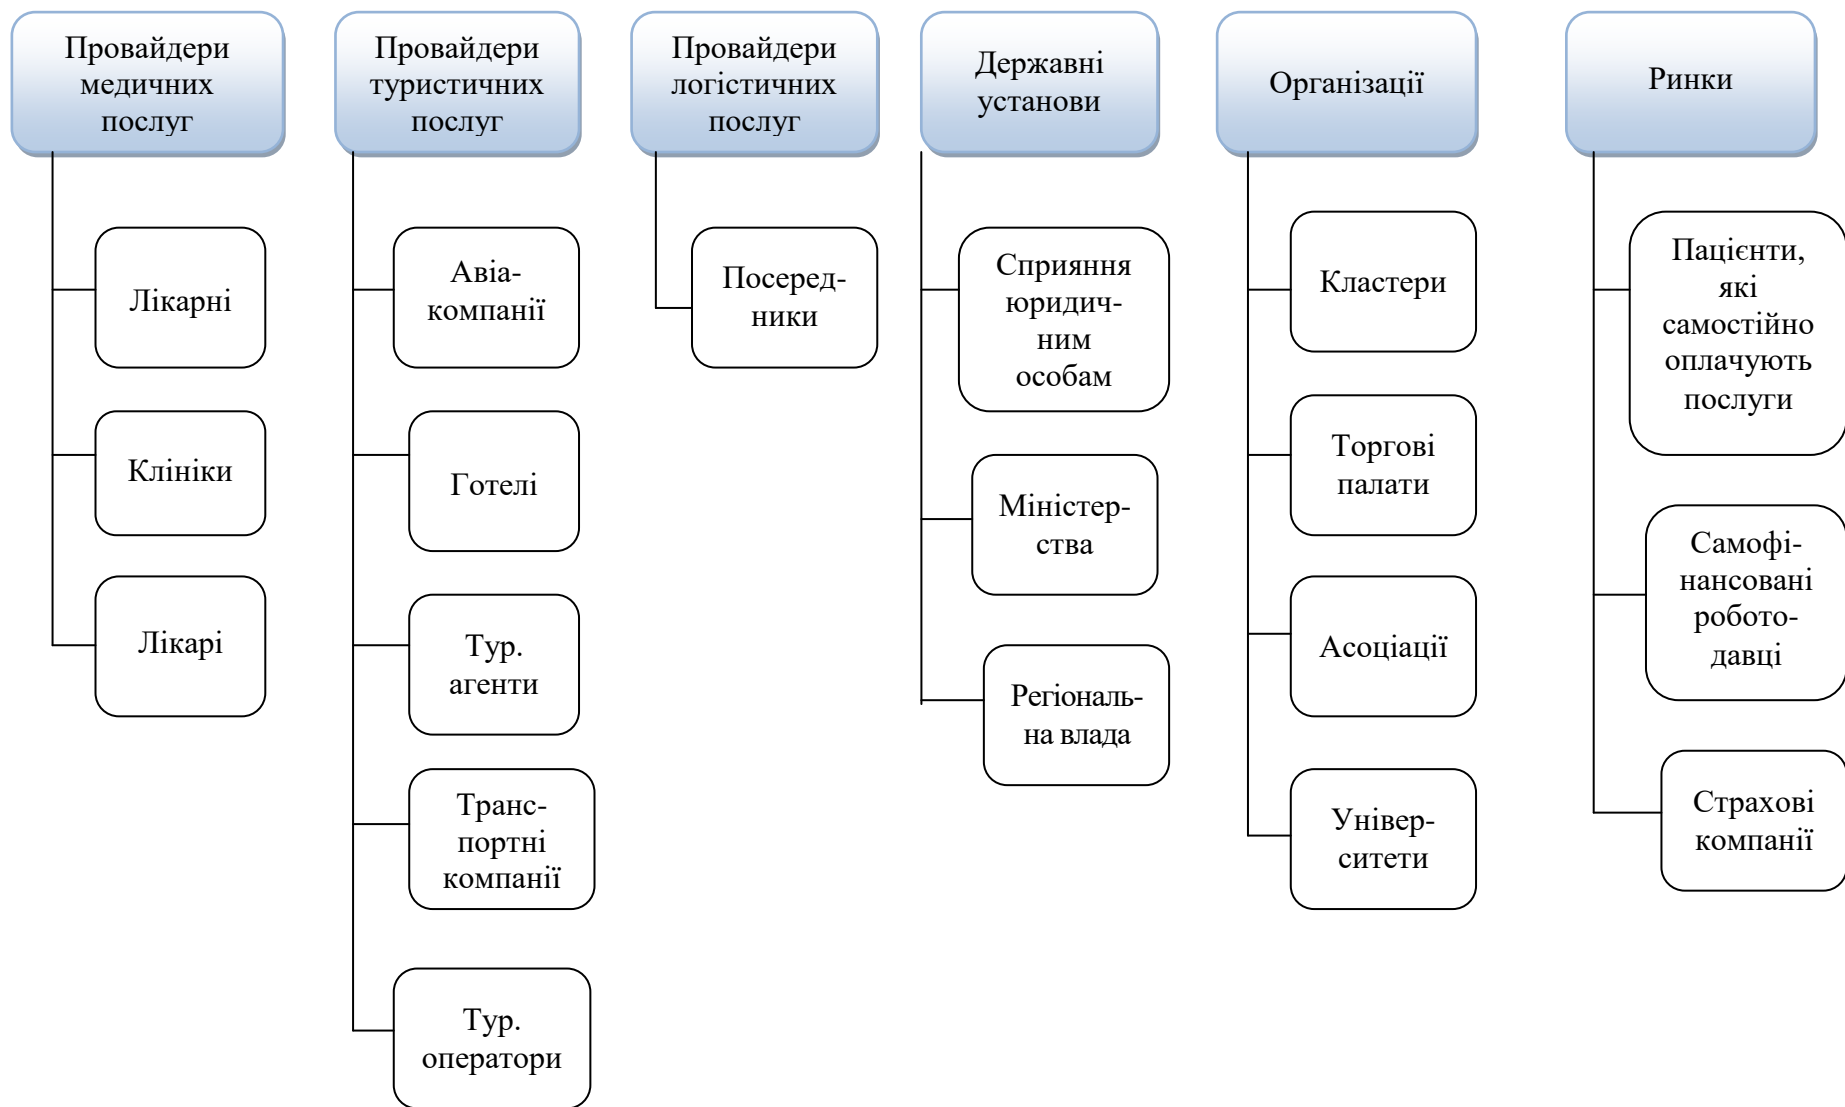 Провайдери
медичних
послуг
Провайдери
туристичних
послуг
Провайдери
логістичних
послуг
Державні
установи
Організації
Ринки
Лікарні
Клініки
Лікарі
Авіа-
компанії
Готелі
Тур.
агенти
Транс-
портні
компанії
Тур.
оператори
Посеред-
ники
Сприяння
юридич-
ним
особам
Міністер-
ства
Регіональ-
на влада
Кластери
Торгові
палати
Асоціації
Універ-
ситети
Пацієнти,
які
самостійно
оплачують
послуги
Самофі-
нансовані
робото-
давці
Страхові
компанії